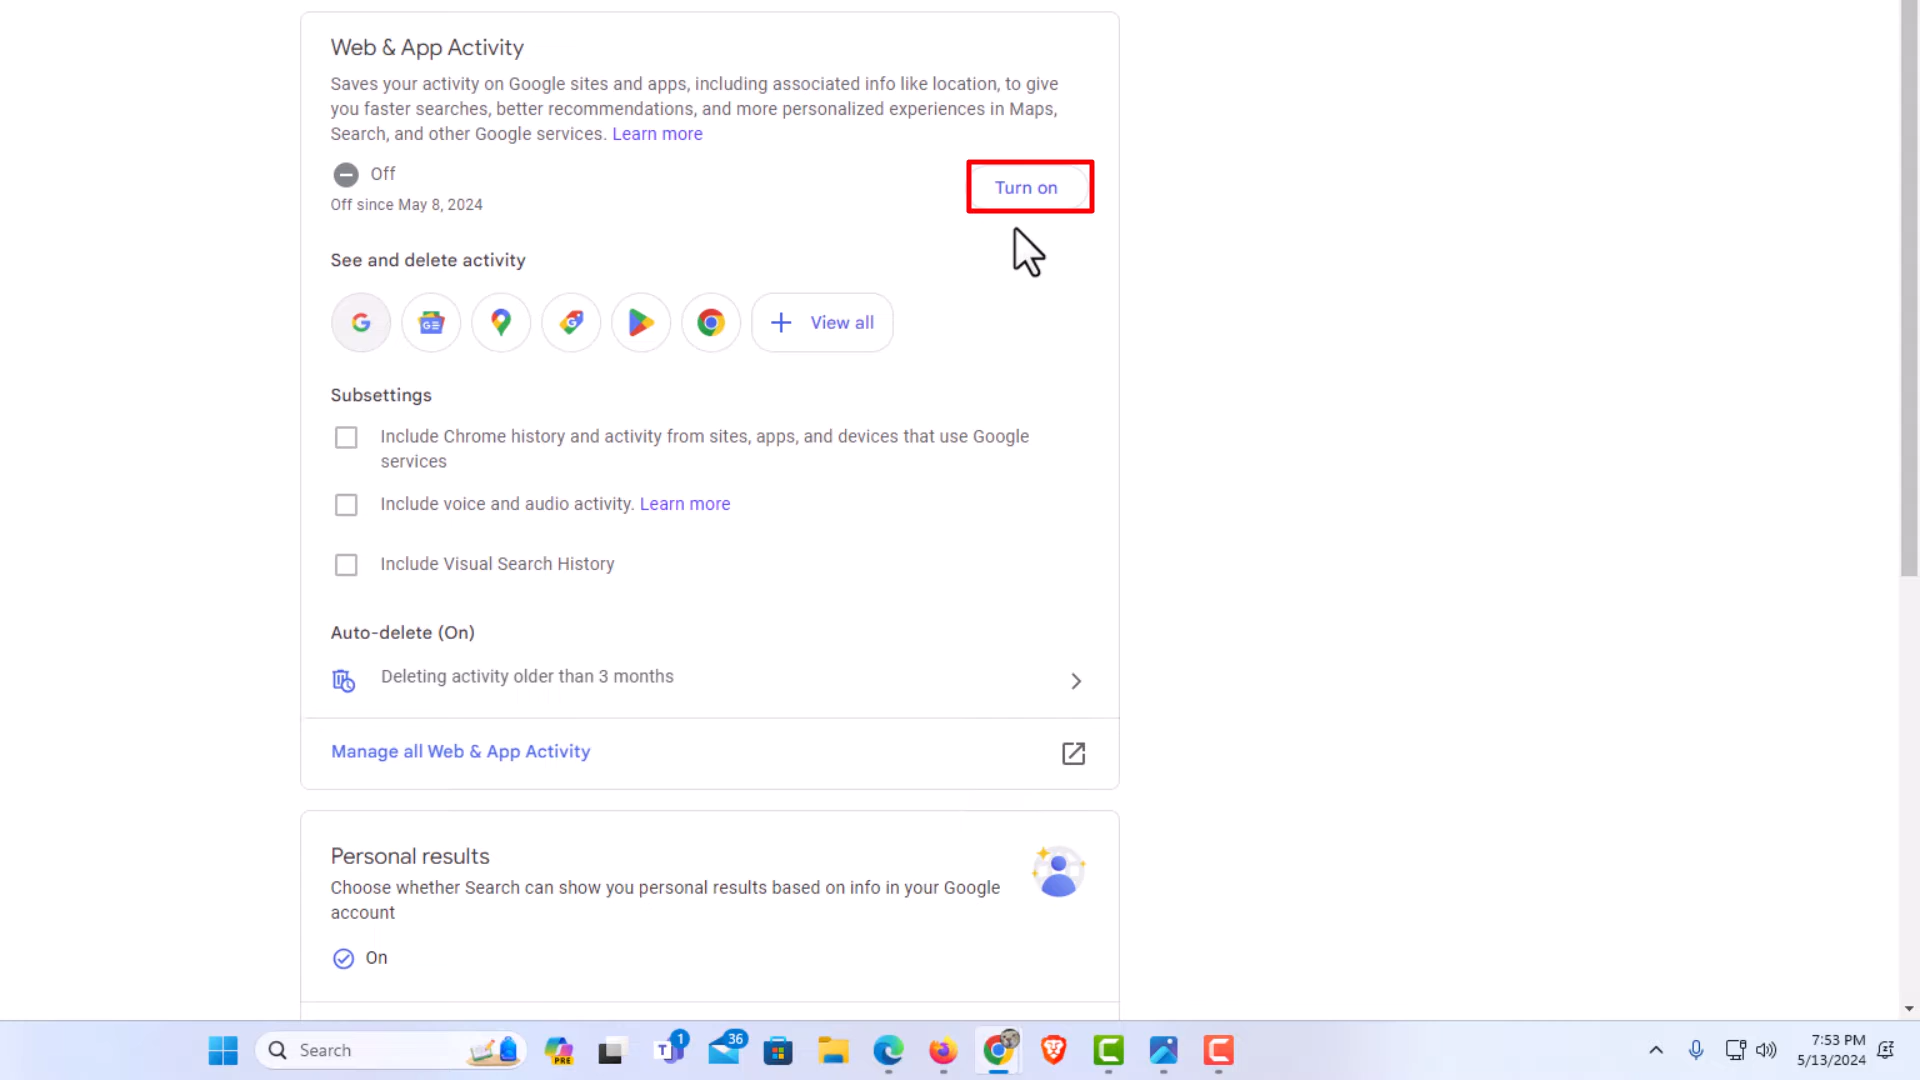 Web & App Activity
Saves your activity on Google sites and apps, including associated info like location, to give
you faster searches, better recommendations, and more personalized experiences in Maps,
Search, and other Google services. Learn more
Off
Turn on
Off since May 8, 2024
See and delete activity
View all
Subsettings
Include Chrome history and activity from sites, apps, and devices that use Google
services
Include voice and audio activity. Learn more
Include Visual Search History
Auto-delete (On)
Deleting activity older than 3 months
Manage all Web & App Activity
Personal results
Choose whether Search can show you personal results based on info in your Google
account
On
Search
PRE
1
36
7:53 PM
5/13/2024